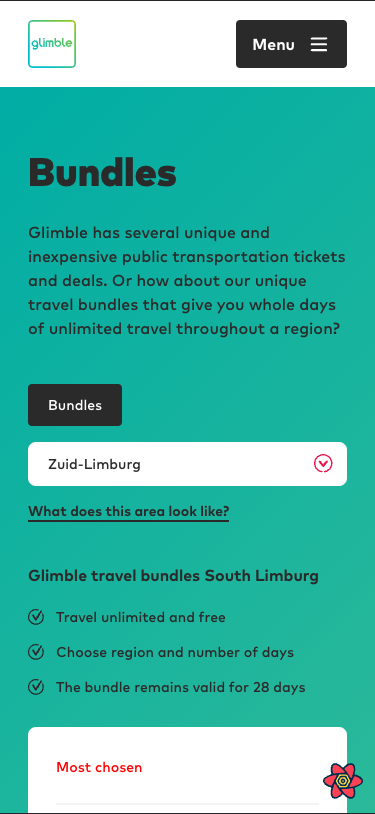 glimble
Menu
Bundles
Glimble has several unique and
inexpensive public transportation tickets
and deals. Or how about our unique
travel bundles that give you whole days
of unlimited travel throughout a region?
Bundles
Zuid-Limburg
What does this area look like?
Glimble travel bundles South Limburg
Travel unlimited and free
Choose region and number of days
The bundle remains valid for 28 days
Most chosen